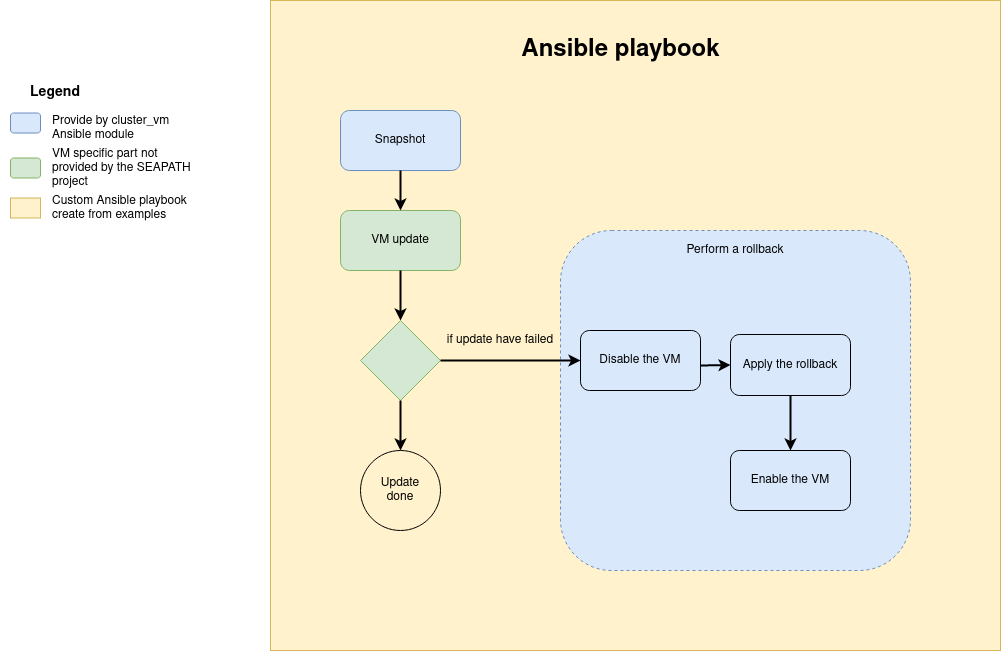 Ansible playbook
Legend
Provide by cluster_vm
Ansible module
VM specific part not
provided by the SEAPATH
project
Custom Ansible playbook
create from examples
Snapshot
VM update
if update have failed
Update
done
Perform a rollback
Disable the VM
Apply the rollback
Enable the VM